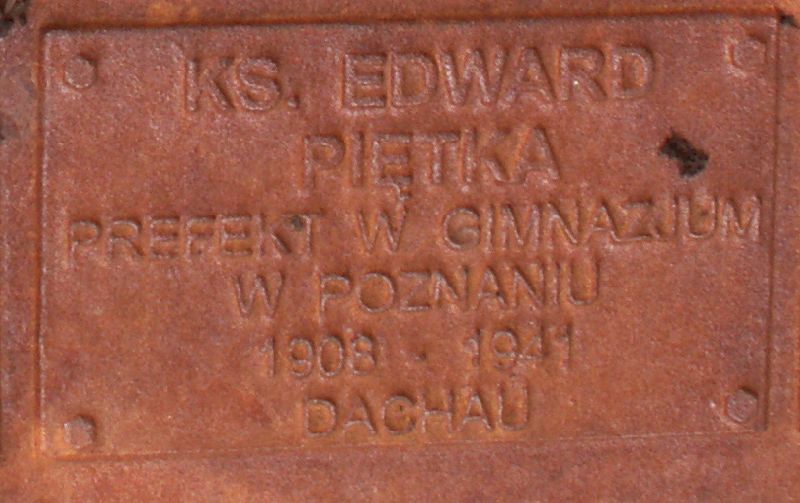 KS. EDWARD
PIĘTKA
PREFEKT W GIMNAZJUM
W POZNANIU
1908 - 1941
DACHAU